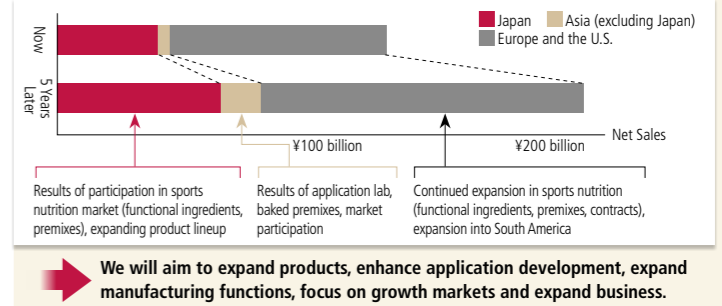 Japan
Asia (excluding Japan)
Europe and the U.S.
Now
5 Years
Later
¥100 billion
¥200 billion
Net Sales
Results of participation in sports
nutrition market (functional ingredients,
premixes), expanding product lineup
Results of application lab,
baked premixes, market
participation
Continued expansion in sports nutrition
(functional ingredients, premixes, contracts),
expansion into South America
We will aim to expand products, enhance application development, expand
manufacturing functions, focus on growth markets and expand business.